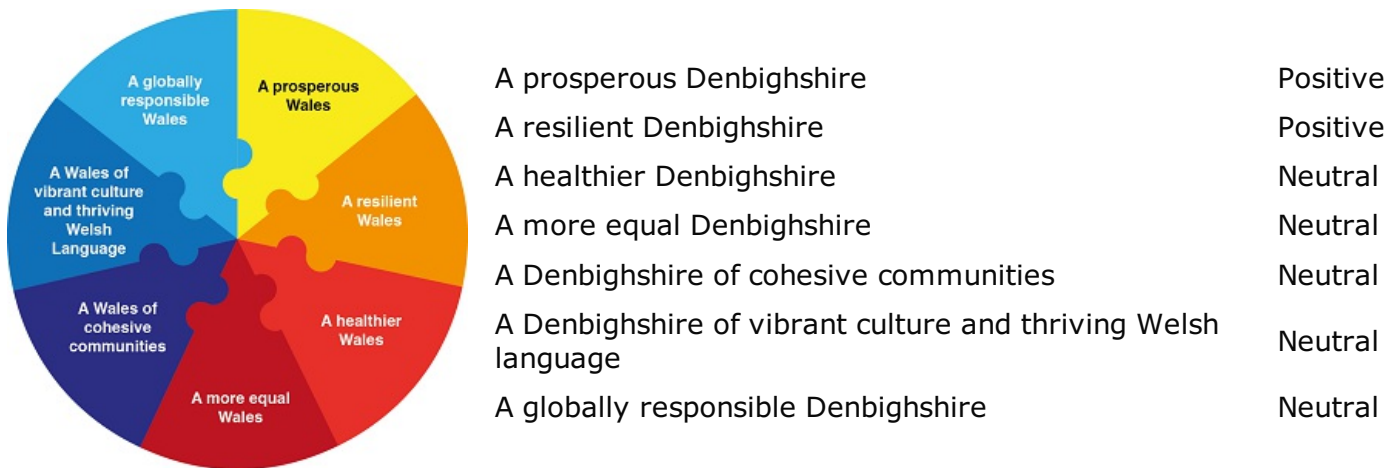 A globally
responsible
Wales
A prosperous
Wales
A Wales of
vibrant culture
and thriving
Welsh
Language
A resilient
Wales
A Wales of
cohesive
communities
A healthier
Wales
A more equal
Wales
A prosperous Denbighshire Positive
A resilient Denbighshire Positive
A healthier Denbighshire Neutral
A more equal Denbighshire Neutral
A Denbighshire of cohesive communities Neutral
A Denbighshire of vibrant culture and thriving Welsh
language Neutral
A globally responsible Denbighshire Neutral